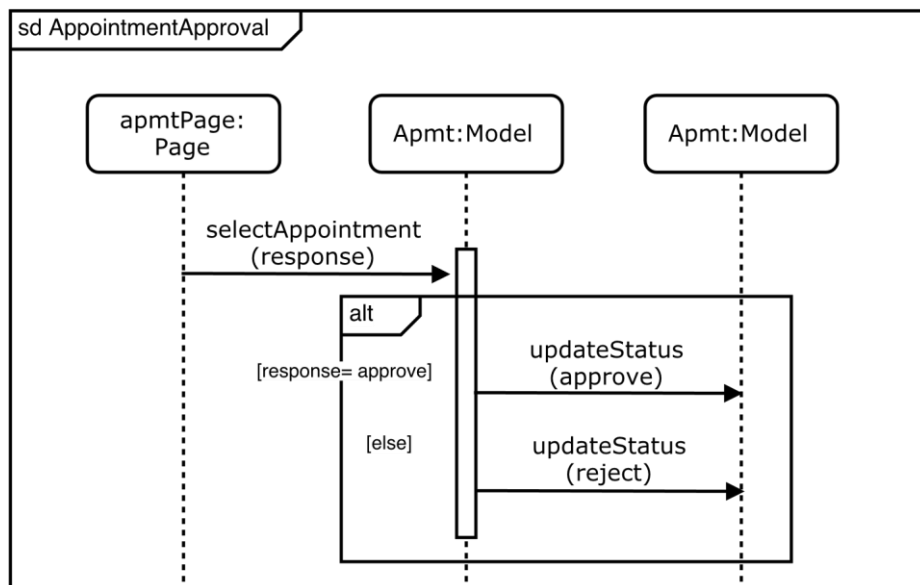 sd AppointmentApproval
apmtPage:
Page
Apmt:Model
Apmt:Model
selectAppointment
(response)
alt
[response= approve]
updateStatus
(approve)
[else]
updateStatus
(reject)